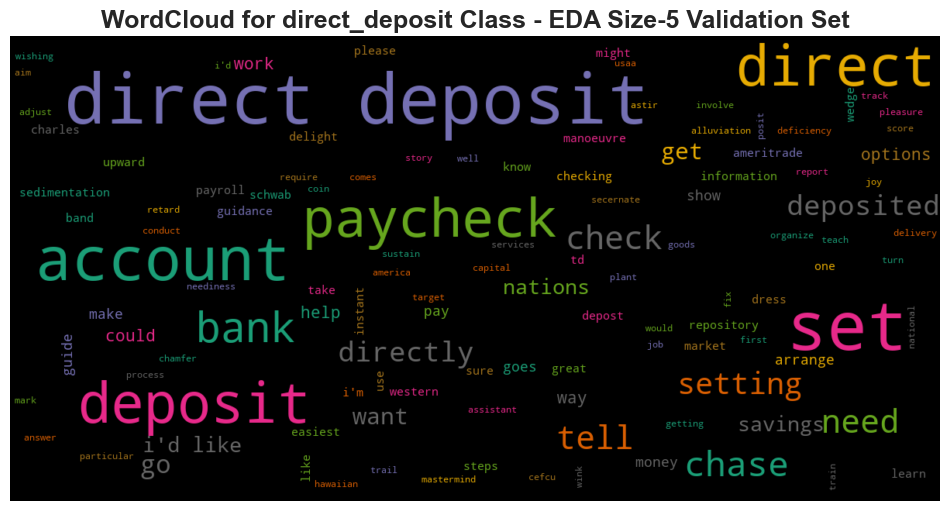 WordCloud for direct_deposit Class - EDA Size-5 Validation Set
wishing
aim
i'd work
please
might
usaa
direct
direct deposit
astir
involve
wedge
track
pleasure
adjust
charles
delight
manoeuvre
alluviation
posit
deficiency
score
upward
story
well
know
get
ameritrade
options
require
comes
checking
information
report
joy
sedimentation
payroll
schwab
coin
secernate
show
deposited
band
retard
guidance
paycheck
check
services
goods
organize
teach
delivery
conduct
account
sustain
td
one
turn
neediness
america
capital
plant
take
target
nations
dress
make
help
instant
pay
depost
fix
set
national
could
bank
would
repository
job
first
guide
chamfer
directly
market
arrange
process
use
sure
goes
great
setting
mark
deposit
i'm
western
way
want
assistant
savings
need
answer
i'd like
easiest
tell
getting
particular
go
like
trail
steps
money
chase
learn
hawaiian
mastermind
cefcu
wink
train